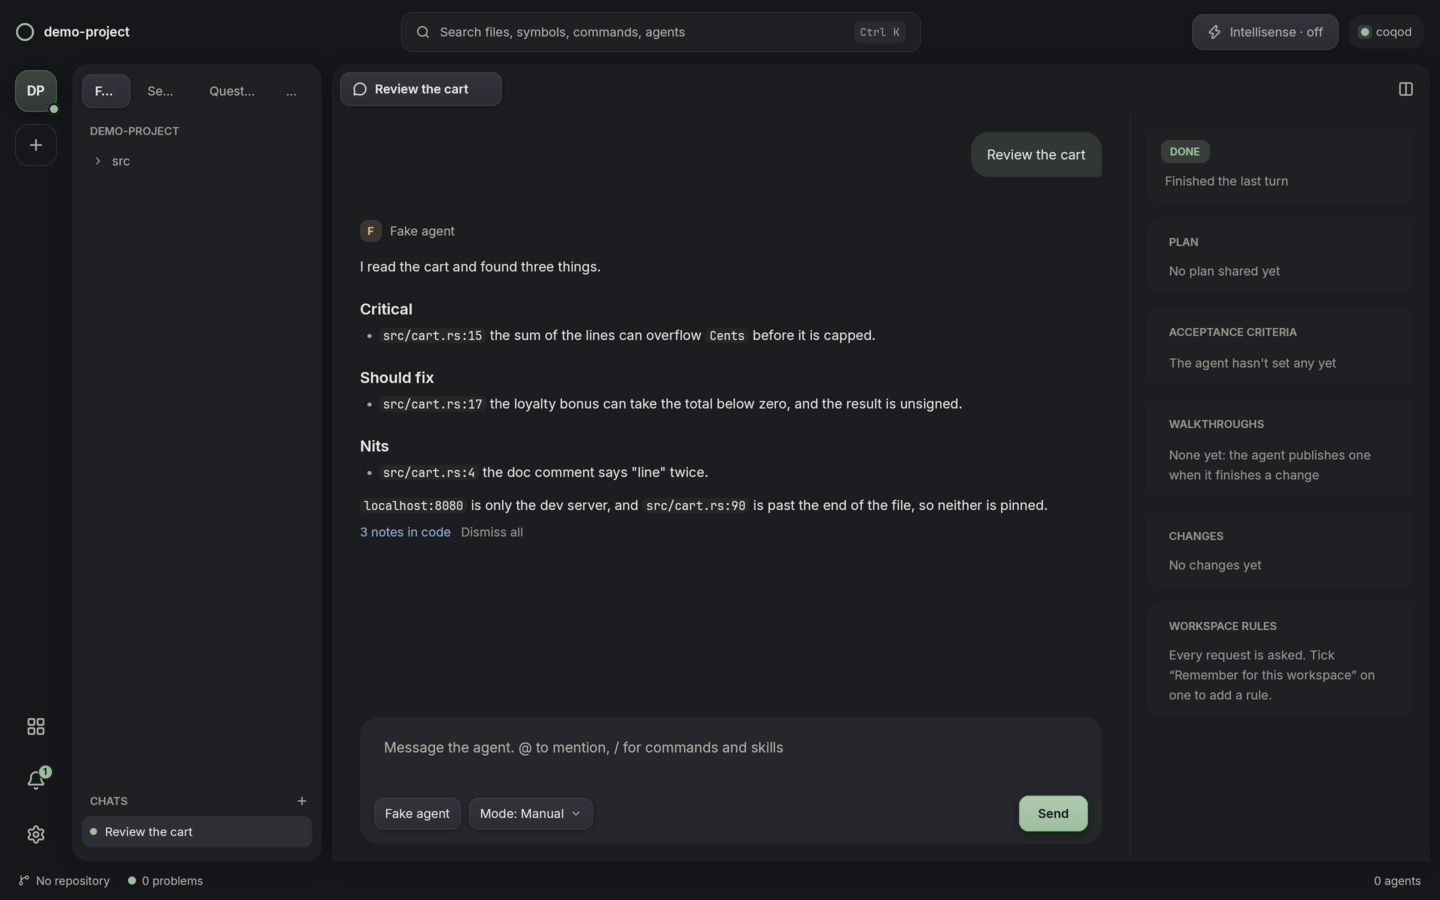 demo-project
Search files, symbols, commands, agents
Ctrl K
Intellisense · off
coqod
DP
F...
Se...
Quest...
...
DEMO-PROJECT
src
Review the cart
Review the cart
F
Fake agent
I read the cart and found three things.
Critical
• src/cart.rs:15 the sum of the lines can overflow Cents before it is capped.
Should fix
• src/cart.rs:17 the loyalty bonus can take the total below zero, and the result is unsigned.
Nits
• src/cart.rs:4 the doc comment says "line" twice.
localhost:8080 is only the dev server, and src/cart.rs:90 is past the end of the file, so neither is pinned.
3 notes in code Dismiss all
Message the agent. @ to mention, / for commands and skills
Fake agent
Mode: Manual
Send
DONE
Finished the last turn
PLAN
No plan shared yet
ACCEPTANCE CRITERIA
The agent hasn't set any yet
WALKTHROUGHS
None yet: the agent publishes one
when it finishes a change
CHANGES
No changes yet
WORKSPACE RULES
Every request is asked. Tick
“Remember for this workspace” on
one to add a rule.
1
CHATS
Review the cart
No repository
0 problems
0 agents